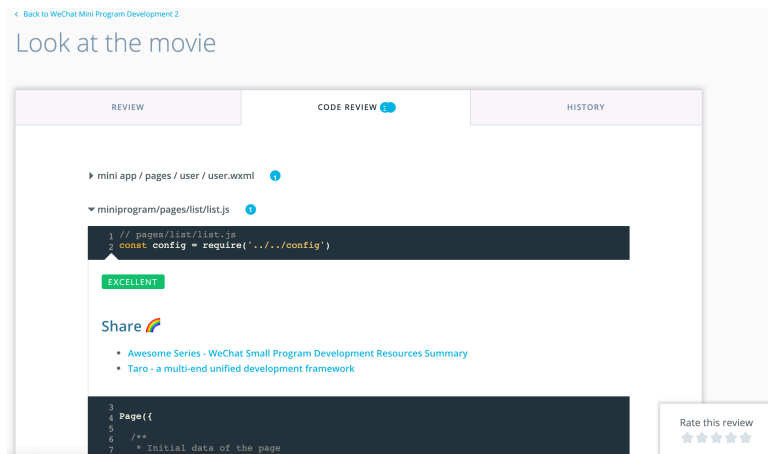 Back to WeChat Mini Program Development 2
Look at the movie
REVIEW
CODE REVIEW
HISTORY
mini app / pages / user / user.wxml 1
miniprogram/pages/list/list.js 1
1 // pages/list/list.js
2 const config = require('../../config')
EXCELLENT
Share 🌈
Awesome Series - WeChat Small Program Development Resources Summary
Taro - a multi-end unified development framework
3
4 Page({
5
6 /**
7 * Initial data of the page
Rate this review